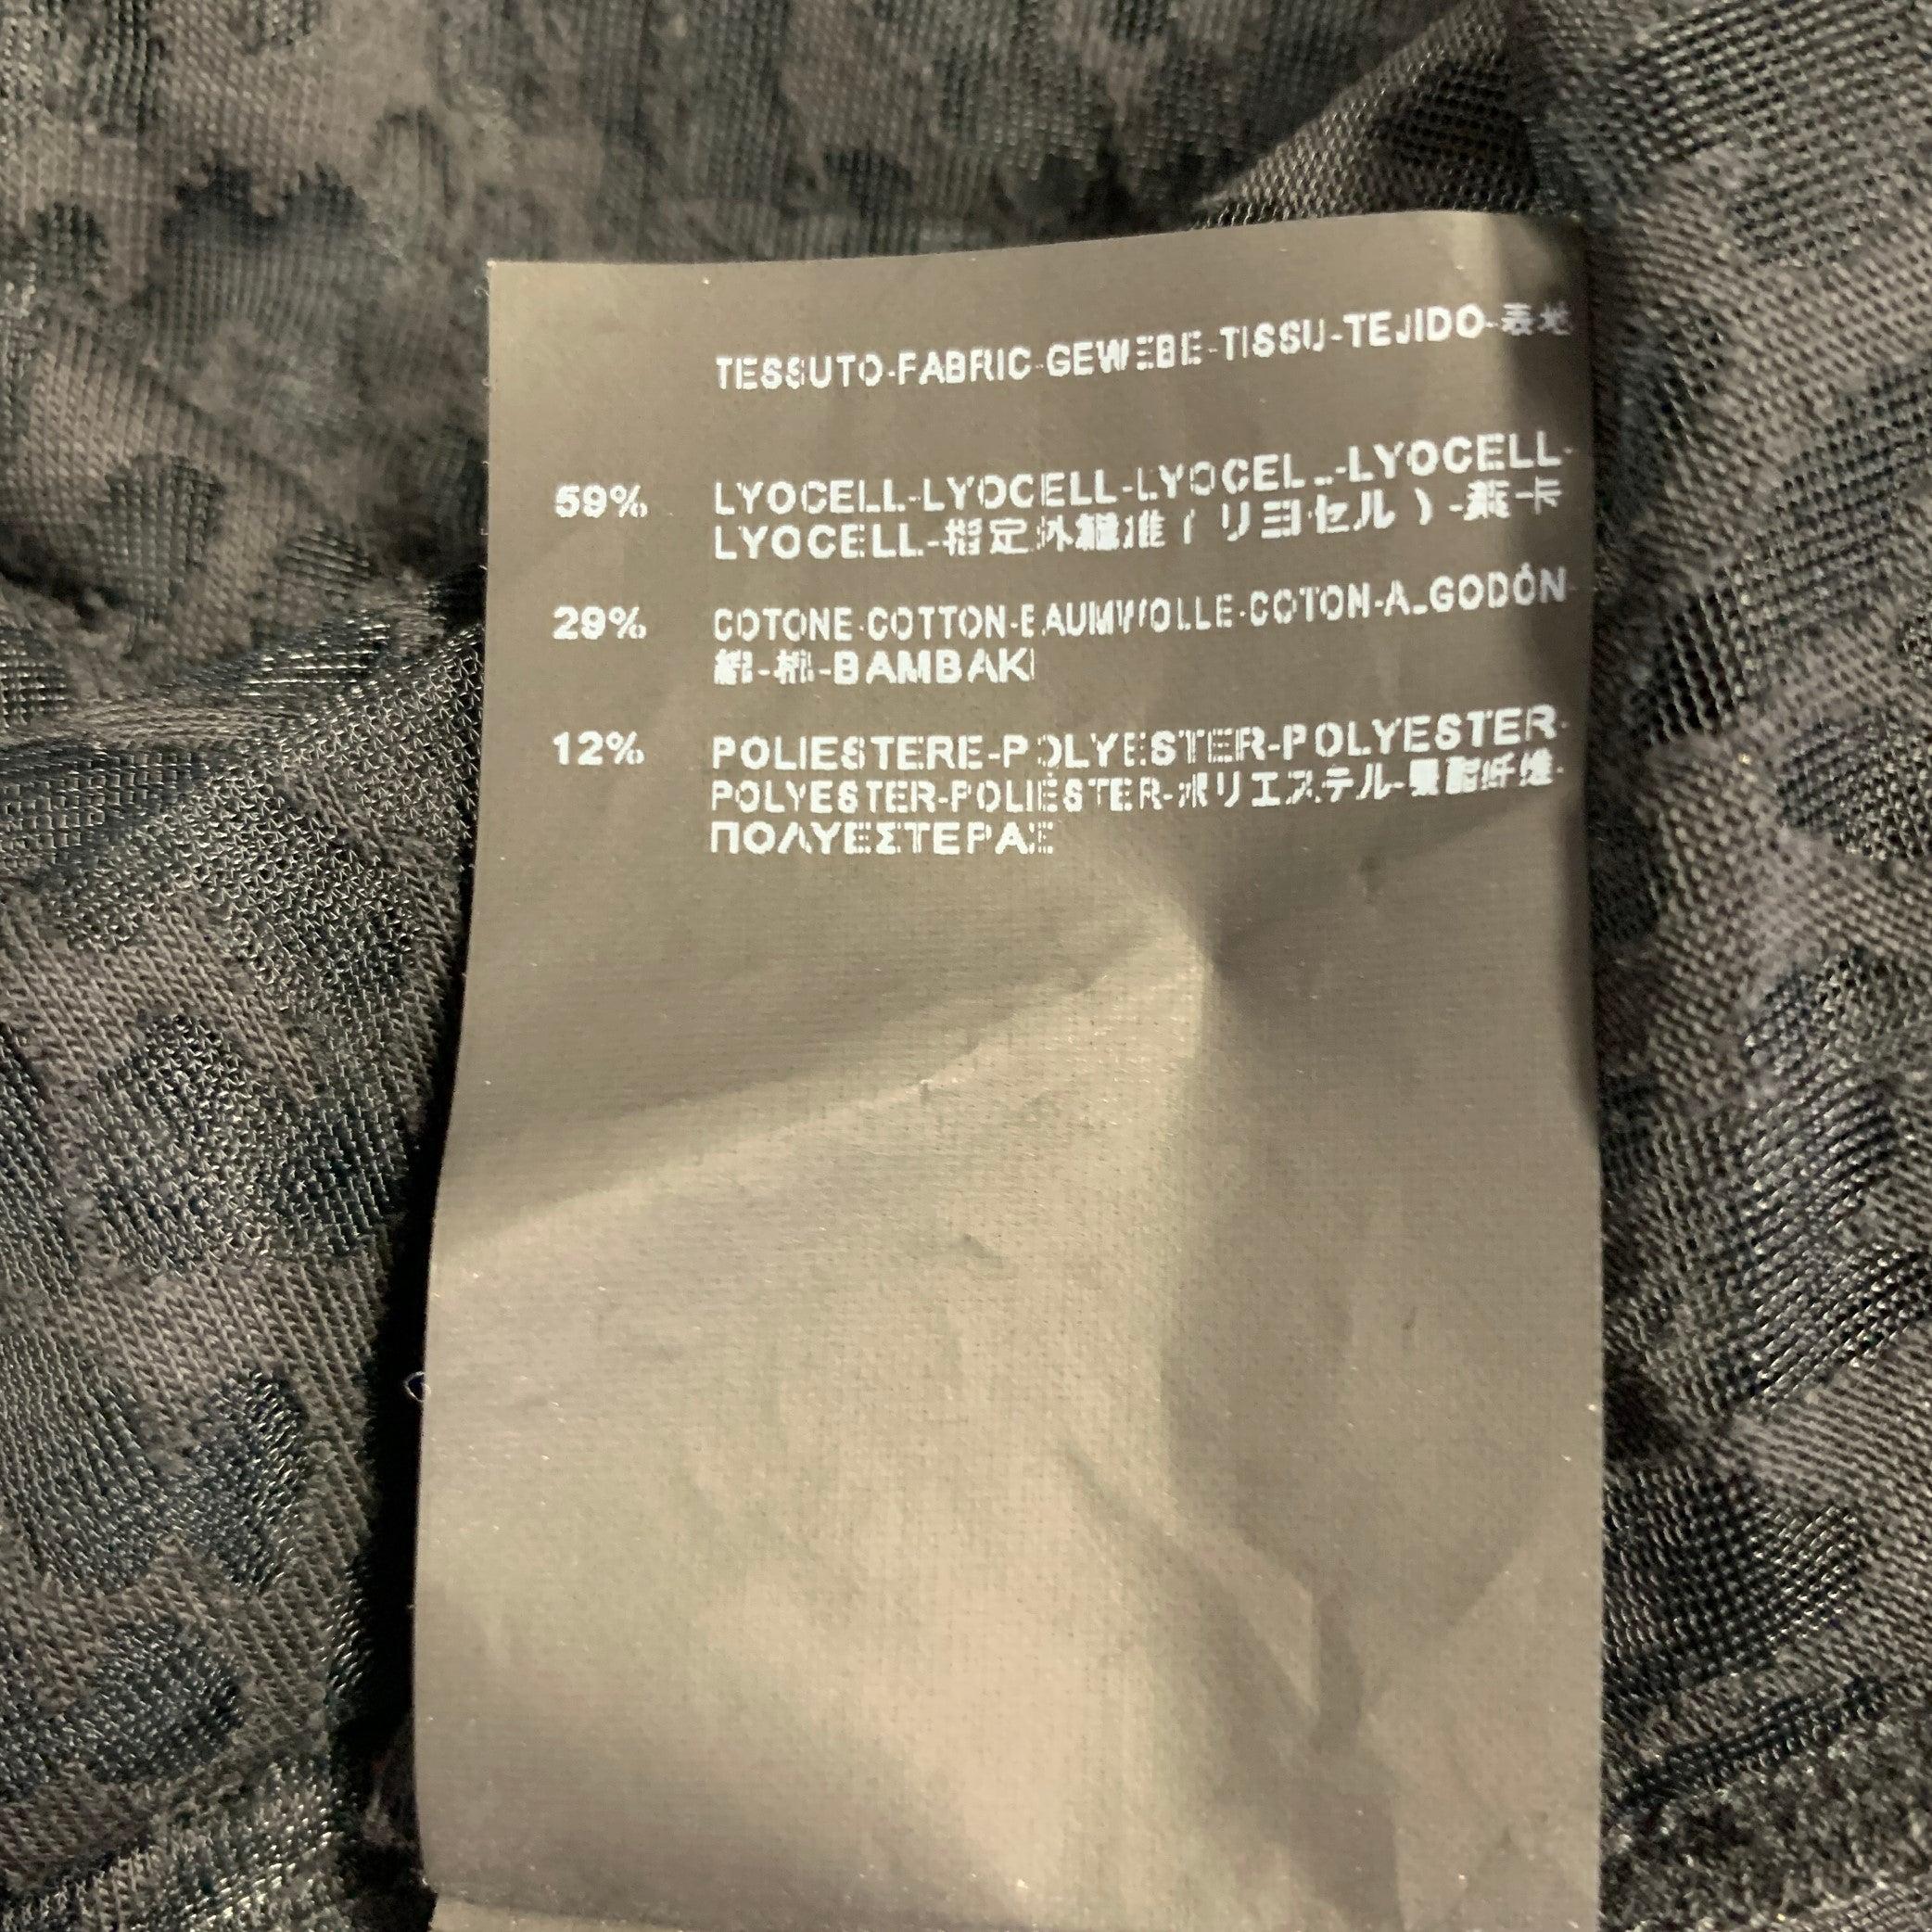 TESSUTO-FABRIC-GEWEBE-TISSU-TEJIDO-表地
59% LYOCELL-LYOCELL-LYOCELL-LYOCELL-
LYOCELL-指定外繊維(リヨセル)-莱卡
29% COTONE-COTTON-BAUMWOLLE-COTON-ALGODÓN-
綿-棉-BAMBAKI
12% POLIESTERE-POLYESTER-POLYESTER-
POLYESTER-POLIÉSTER-ポリエステル-聚酯纤维-
ΠΟΛΥΕΣΤΕΡΑΣ